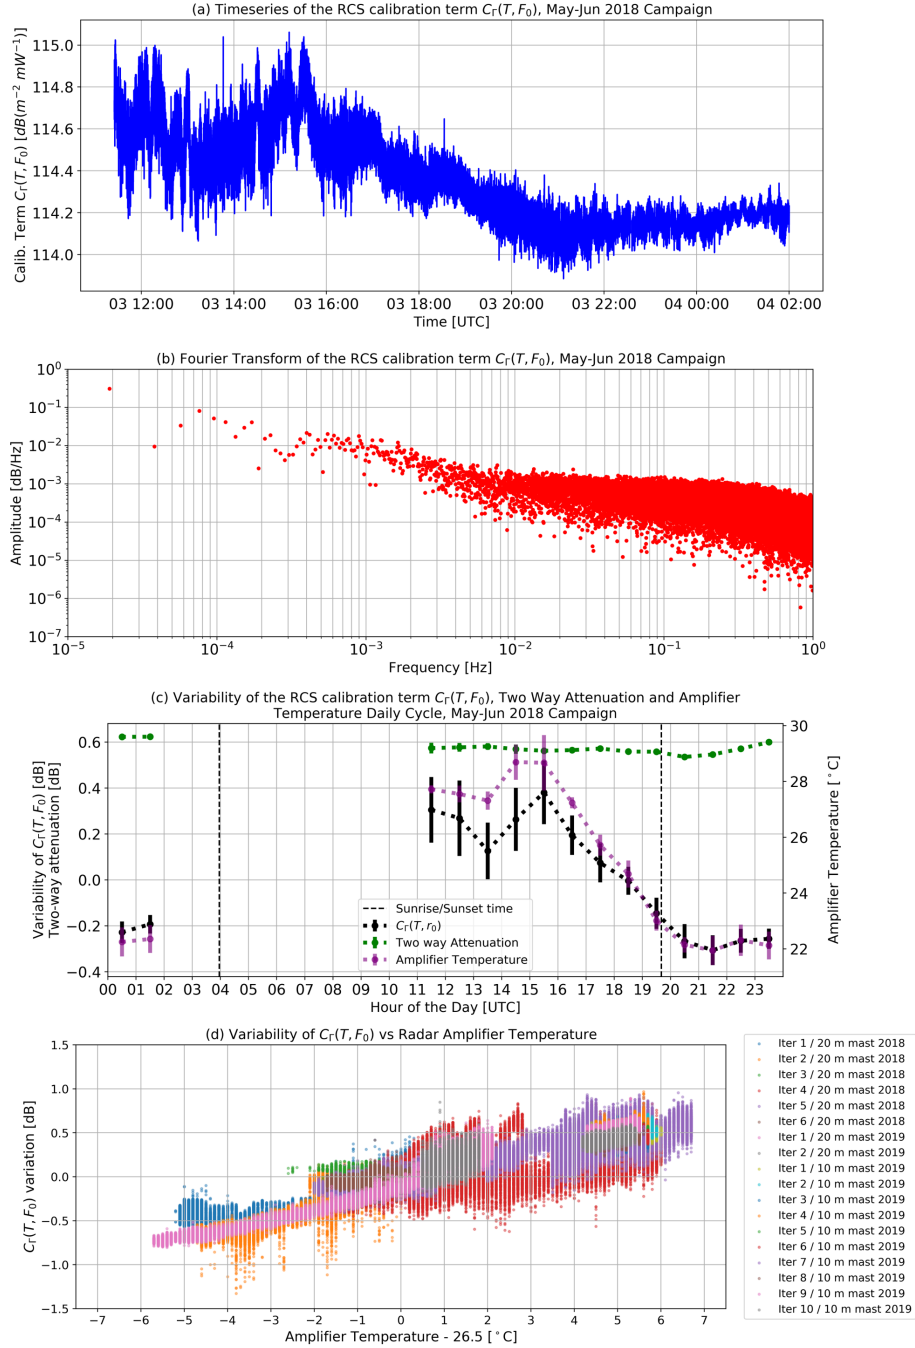 (a) Timeseries of the RCS calibration term C_Γ(T, F₀), May-Jun 2018 Campaign
Calib. Term C_Γ(T, F₀) [dB(m⁻² mW⁻¹)]
115.0
114.8
114.6
114.4
114.2
114.0
03 12:00 03 14:00 03 16:00 03 18:00 03 20:00 03 22:00 04 00:00 04 02:00
Time [UTC]
(b) Fourier Transform of the RCS calibration term C_Γ(T, F₀), May-Jun 2018 Campaign
Amplitude [dB/Hz]
10⁰
10⁻¹
10⁻²
10⁻³
10⁻⁴
10⁻⁵
10⁻⁶
10⁻⁷
10⁻⁵ 10⁻⁴ 10⁻³ 10⁻² 10⁻¹ 10⁰
Frequency [Hz]
(c) Variability of the RCS calibration term C_Γ(T, F₀), Two Way Attenuation and Amplifier
Temperature Daily Cycle, May-Jun 2018 Campaign
Variability of C_Γ(T, F₀) [dB]
Two-way attenuation [dB]
0.6
0.4
0.2
0.0
−0.2
−0.4
30
28
26
24
22
Amplifier Temperature [°C]
Sunrise/Sunset time
C_Γ(T, r₀)
Two way Attenuation
Amplifier Temperature
00 01 02 03 04 05 06 07 08 09 10 11 12 13 14 15 16 17 18 19 20 21 22 23
Hour of the Day [UTC]
(d) Variability of C_Γ(T, F₀) vs Radar Amplifier Temperature
C_Γ(T, F₀) variation [dB]
1.5
1.0
0.5
0.0
−0.5
−1.0
−1.5
−7 −6 −5 −4 −3 −2 −1 0 1 2 3 4 5 6 7
Amplifier Temperature - 26.5 [°C]
Iter 1 / 20 m mast 2018
Iter 2 / 20 m mast 2018
Iter 3 / 20 m mast 2018
Iter 4 / 20 m mast 2018
Iter 5 / 20 m mast 2018
Iter 6 / 20 m mast 2018
Iter 1 / 20 m mast 2019
Iter 2 / 20 m mast 2019
Iter 1 / 10 m mast 2019
Iter 2 / 10 m mast 2019
Iter 3 / 10 m mast 2019
Iter 4 / 10 m mast 2019
Iter 5 / 10 m mast 2019
Iter 6 / 10 m mast 2019
Iter 7 / 10 m mast 2019
Iter 8 / 10 m mast 2019
Iter 9 / 10 m mast 2019
Iter 10 / 10 m mast 2019